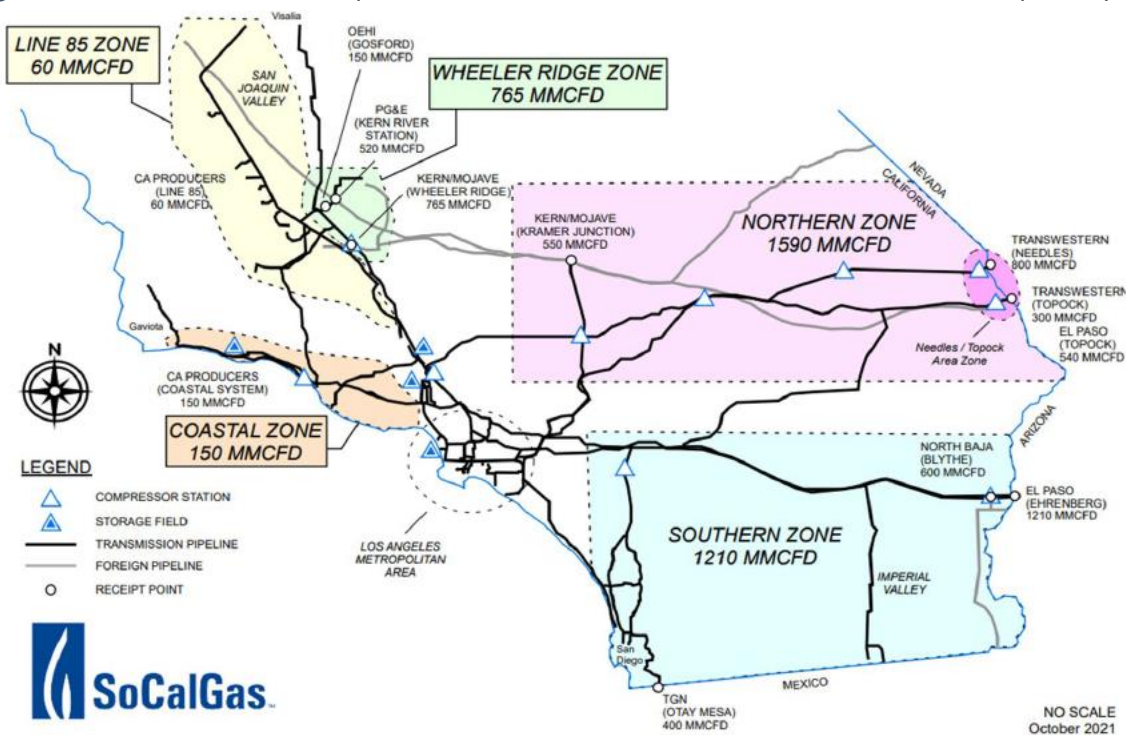 Visalia
LINE 85 ZONE
60 MMCFD
OEHI
(GOSFORD)
150 MMCFD
SAN
JOAQUIN
VALLEY
WHEELER RIDGE ZONE
765 MMCFD
PG&E
(KERN RIVER
STATION)
520 MMCFD
CA PRODUCERS
(LINE 85)
60 MMCFD
KERN/MOJAVE
(WHEELER RIDGE)
765 MMCFD
NEVADA
CALIFORNIA
KERN/MOJAVE
(KRAMER JUNCTION)
550 MMCFD
NORTHERN ZONE
1590 MMCFD
TRANSWESTERN
(NEEDLES)
800 MMCFD
TRANSWESTERN
(TOPOCK)
300 MMCFD
EL PASO
(TOPOCK)
540 MMCFD
Needles / Topock
Area Zone
Gaviota
N
CA PRODUCERS
(COASTAL SYSTEM)
150 MMCFD
COASTAL ZONE
150 MMCFD
ARIZONA
LEGEND
COMPRESSOR STATION
STORAGE FIELD
TRANSMISSION PIPELINE
FOREIGN PIPELINE
RECEIPT POINT
LOS ANGELES
METROPOLITAN
AREA
NORTH BAJA
(BLYTHE)
600 MMCFD
EL PASO
(EHRENBERG)
1210 MMCFD
SOUTHERN ZONE
1210 MMCFD
IMPERIAL
VALLEY
San
Diego
MEXICO
TGN
(OTAY MESA)
400 MMCFD
SoCalGas
NO SCALE
October 2021